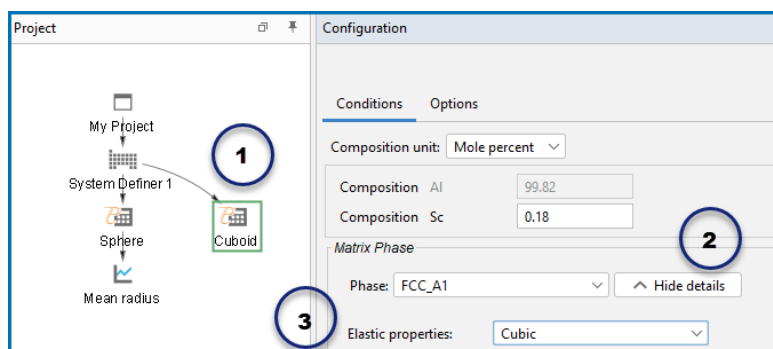 Project
My Project
1
System Definer 1
Sphere
Cuboid
Mean radius
Configuration
Conditions Options
Composition unit: Mole percent
Composition Al 99.82
Composition Sc 0.18
Matrix Phase
2
Phase: FCC_A1 Hide details
3
Elastic properties: Cubic